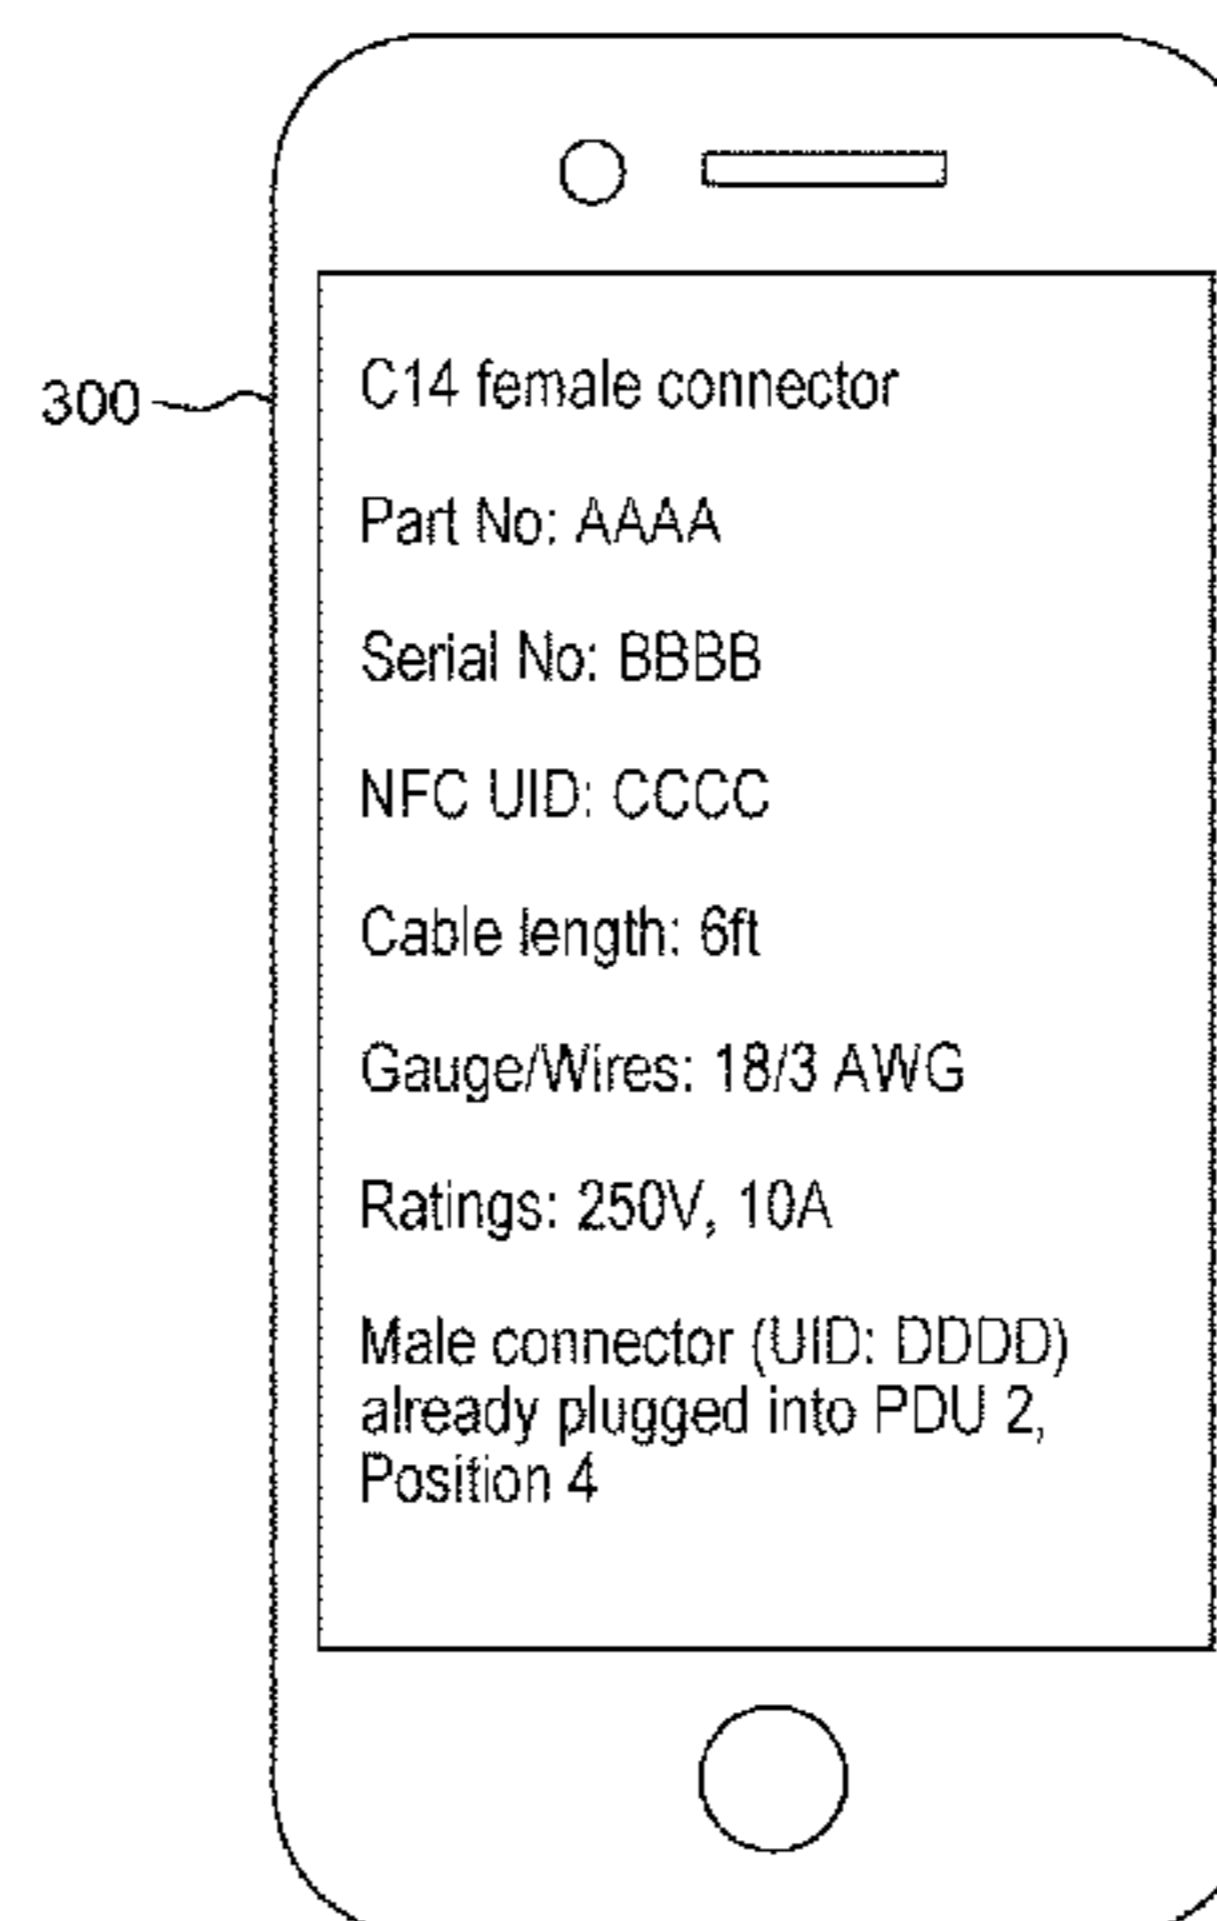 300
C14 female connector
Part No: AAAA
Serial No: BBBB
NFC UID: CCCC
Cable length: 6ft
Gauge/Wires: 18/3 AWG
Ratings: 250V, 10A
Male connector (UID: DDDD)
already plugged into PDU 2,
Position 4